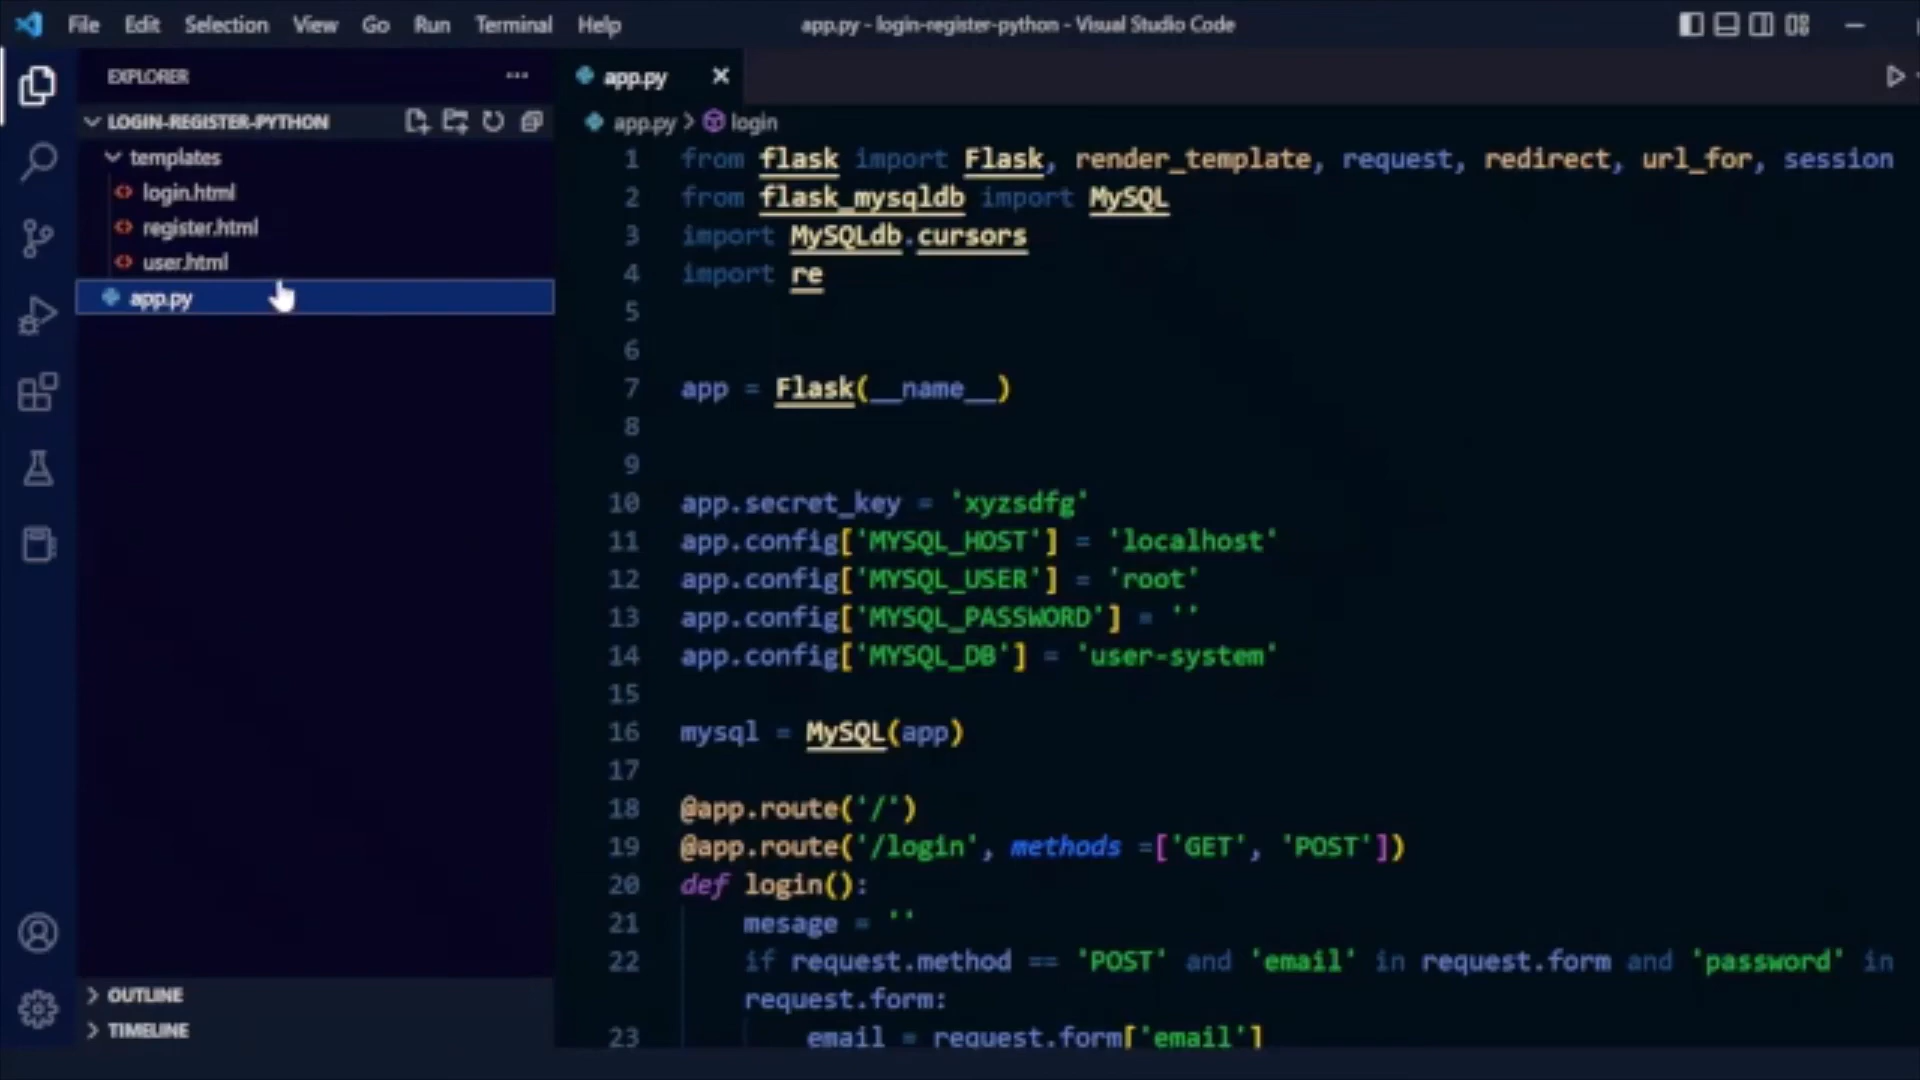 File Edit Selection View Go Run Terminal Help
app.py - login-register-python - Visual Studio Code
EXPLORER
LOGIN-REGISTER-PYTHON
templates
login.html
register.html
user.html
app.py
OUTLINE
TIMELINE
app.py
app.py > login
1 from flask import Flask, render_template, request, redirect, url_for, session
2 from flask_mysqldb import MySQL
3 import MySQLdb.cursors
4 import re
5
6
7 app = Flask(__name__)
8
9
10 app.secret_key = 'xyzsdfg'
11 app.config['MYSQL_HOST'] = 'localhost'
12 app.config['MYSQL_USER'] = 'root'
13 app.config['MYSQL_PASSWORD'] = ''
14 app.config['MYSQL_DB'] = 'user-system'
15
16 mysql = MySQL(app)
17
18 @app.route('/')
19 @app.route('/login', methods =['GET', 'POST'])
20 def login():
21 mesage = ''
22 if request.method == 'POST' and 'email' in request.form and 'password' in
request.form:
23 email = request.form['email']